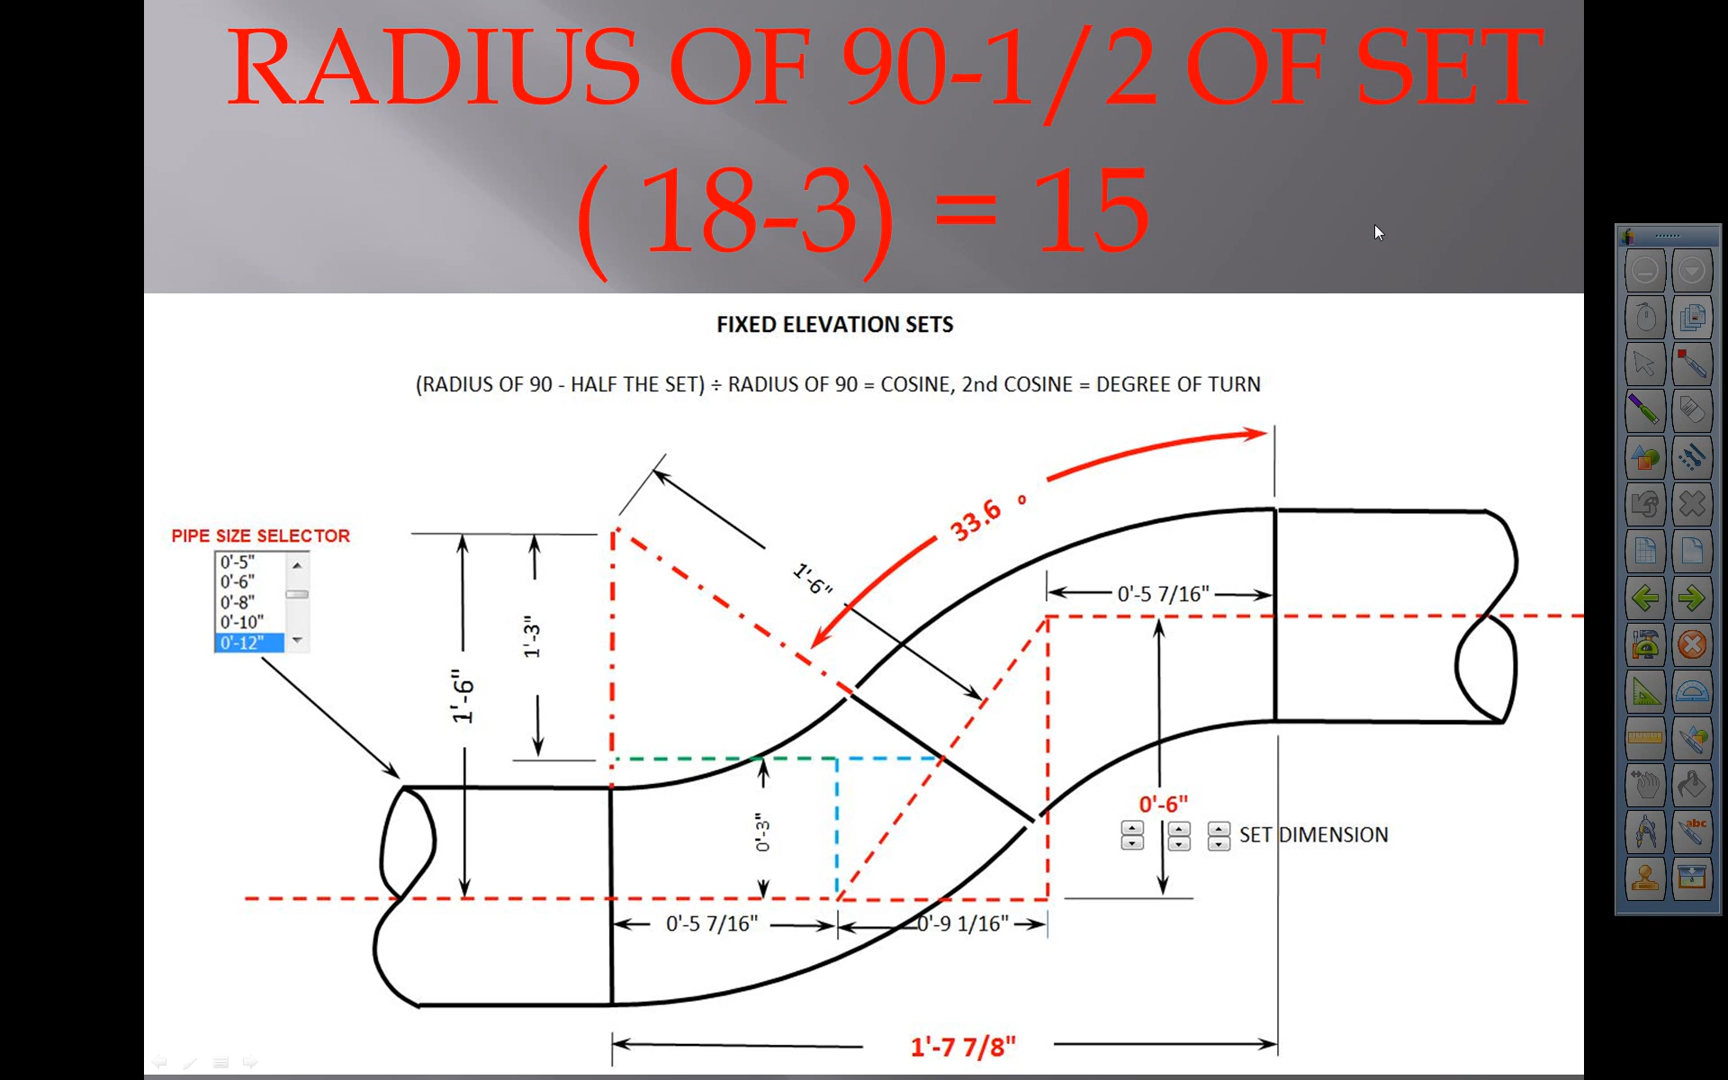 RADIUS OF 90-1/2 OF SET
( 18-3) = 15
FIXED ELEVATION SETS
(RADIUS OF 90 - HALF THE SET) ÷ RADIUS OF 90 = COSINE, 2nd COSINE = DEGREE OF TURN
33.6 °
PIPE SIZE SELECTOR
0'-5"
0'-6"
0'-8"
0'-10"
0'-12"
1'-6"
1'-3"
1'-6"
0'-5 7/16"
0'-3"
0'-6"
SET DIMENSION
0'-5 7/16"
0'-9 1/16"
1'-7 7/8"
abc